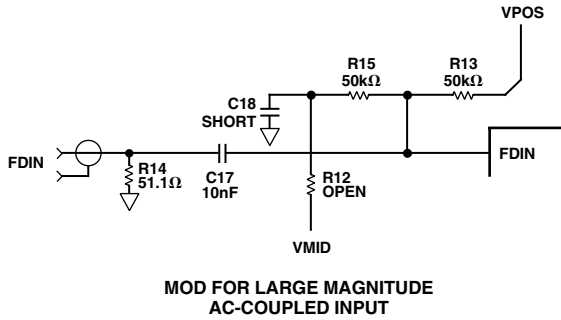 VPOS
R15
50kΩ
R13
50kΩ
C18
SHORT
FDIN
R14
51.1Ω
C17
10nF
R12
OPEN
FDIN
VMID
MOD FOR LARGE MAGNITUDE
AC-COUPLED INPUT